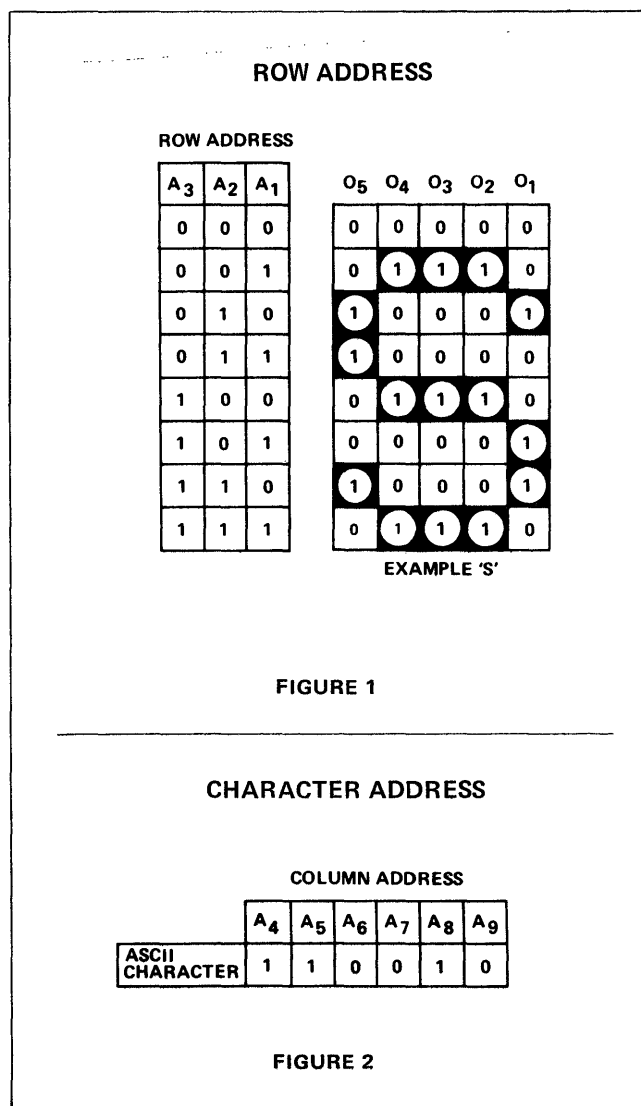 ROW ADDRESS
ROW ADDRESS
A3 A2 A1 O5 O4 O3 O2 O1
0 0 0 0 0 0 0 0
0 0 1 0 1 1 1 0
0 1 0 1 0 0 0 1
0 1 1 1 0 0 0 0
1 0 0 0 1 1 1 0
1 0 1 0 0 0 0 1
1 1 0 1 0 0 0 1
1 1 1 0 1 1 1 0
EXAMPLE 'S'
FIGURE 1
CHARACTER ADDRESS
COLUMN ADDRESS
A4 A5 A6 A7 A8 A9
ASCII
CHARACTER 1 1 0 0 1 0
FIGURE 2